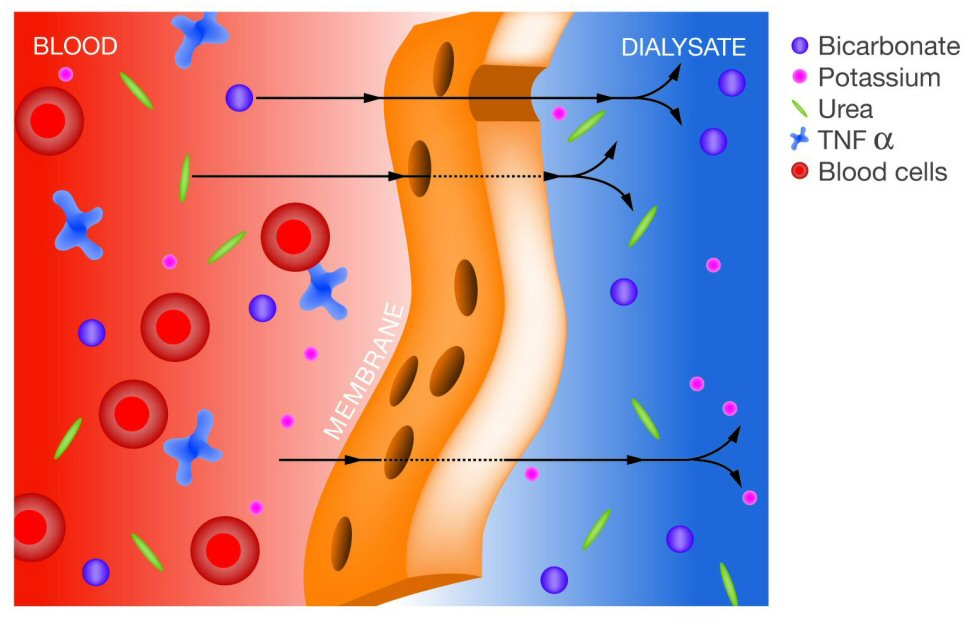 BLOOD
DIALYSATE
MEMBRANE
Bicarbonate
Potassium
Urea
TNF α
Blood cells